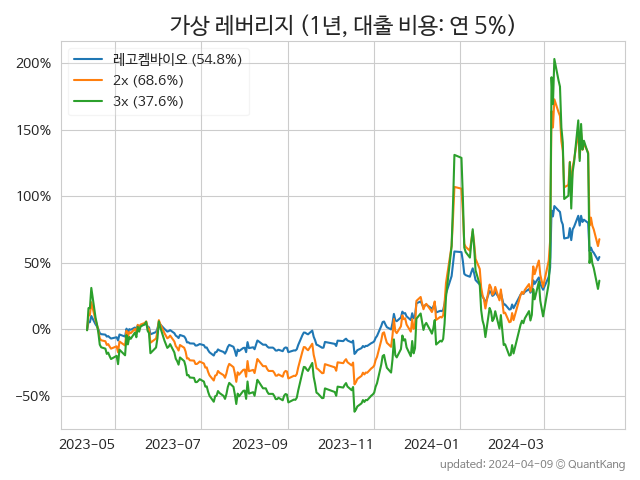 가상 레버리지 (1년, 대출 비용: 연 5%)
레고켐바이오 (54.8%)
2x (68.6%)
3x (37.6%)
200%
150%
100%
50%
0%
−50%
2023-05
2023-07
2023-09
2023-11
2024-01
2024-03
updated: 2024-04-09 © QuantKang